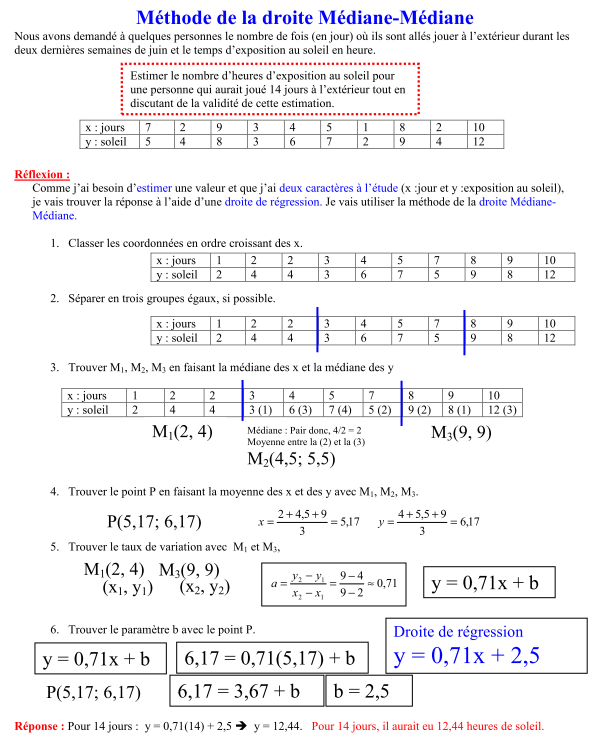 Méthode de la droite Médiane-Médiane
Nous avons demandé à quelques personnes le nombre de fois (en jour) où ils sont allés jouer à l'extérieur durant les
deux dernières semaines de juin et le temps d'exposition au soleil en heure.
Estimer le nombre d'heures d'exposition au soleil pour
une personne qui aurait joué 14 jours à l'extérieur tout en
discutant de la validité de cette estimation.
x : jours 7 2 9 3 4 5 1 8 2 10
y : soleil 5 4 8 3 6 7 2 9 4 12
Réflexion :
Comme j'ai besoin d'estimer une valeur et que j'ai deux caractères à l'étude (x :jour et y :exposition au soleil),
je vais trouver la réponse à l'aide d'une droite de régression. Je vais utiliser la méthode de la droite Médiane-
Médiane.
1. Classer les coordonnées en ordre croissant des x.
x : jours 1 2 2 3 4 5 7 8 9 10
y : soleil 2 4 4 3 6 7 5 9 8 12
2. Séparer en trois groupes égaux, si possible.
x : jours 1 2 2 3 4 5 7 8 9 10
y : soleil 2 4 4 3 6 7 5 9 8 12
3. Trouver M1, M2, M3 en faisant la médiane des x et la médiane des y
x : jours 1 2 2 3 4 5 7 8 9 10
y : soleil 2 4 4 3 (1) 6 (3) 7 (4) 5 (2) 9 (2) 8 (1) 12 (3)
M1(2, 4)
Médiane : Pair donc, 4/2 = 2
Moyenne entre la (2) et la (3)
M2(4,5; 5,5)
M3(9, 9)
4. Trouver le point P en faisant la moyenne des x et des y avec M1, M2, M3.
P(5,17; 6,17) x = (2 + 4,5 + 9)/3 = 5,17 y = (4 + 5,5 + 9)/3 = 6,17
5. Trouver le taux de variation avec M1 et M3,
M1(2, 4) M3(9, 9)
(x1, y1) (x2, y2)
a = (y2 − y1)/(x2 − x1) = (9 − 4)/(9 − 2) ≈ 0,71
y = 0,71x + b
6. Trouver le paramètre b avec le point P.
Droite de régression
y = 0,71x + 2,5
y = 0,71x + b 6,17 = 0,71(5,17) + b
P(5,17; 6,17) 6,17 = 3,67 + b b = 2,5
Réponse : Pour 14 jours : y = 0,71(14) + 2,5 ➔ y = 12,44. Pour 14 jours, il aurait eu 12,44 heures de soleil.